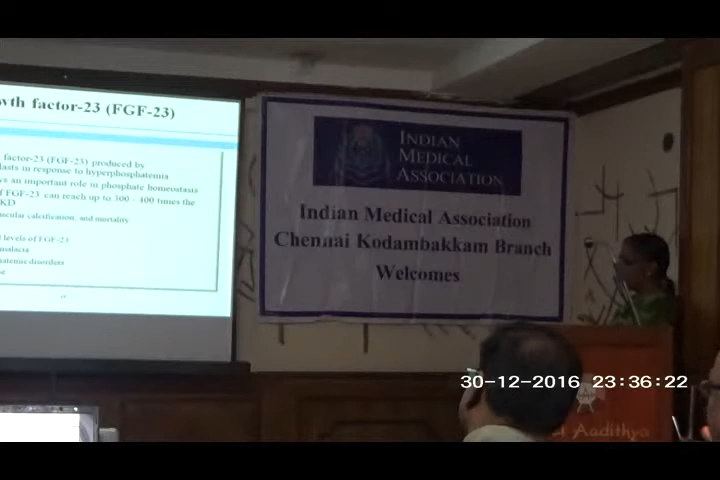 wth factor-23 (FGF-23)
factor-23 (FGF-23) produced by
lasts in response to hyperphosphatemia
an important role in phosphate homeostasis
of FGF-23 can reach up to 300 - 400 times the
KD
ascular calcification, and mortality
levels of FGF-23
malacia
atemic disorders
INDIAN
MEDICAL
ASSOCIATION
Indian Medical Association
Chennai Kodambakkam Branch
Welcomes
30-12-2016 23:36:22
Aadithya